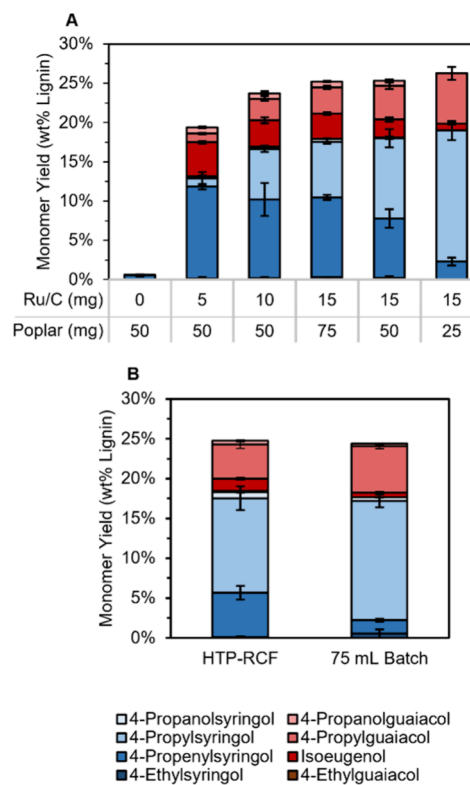 A
Monomer Yield (wt% Lignin)
30%
25%
20%
15%
10%
5%
0%
Ru/C (mg) 0 5 10 15 15 15
Poplar (mg) 50 50 50 75 50 25
B
Monomer Yield (wt% Lignin)
30%
25%
20%
15%
10%
5%
0%
HTP-RCF 75 mL Batch
4-Propanolsyringol 4-Propanolguaiacol
4-Propylsyringol 4-Propylguaiacol
4-Propenylsyringol Isoeugenol
4-Ethylsyringol 4-Ethylguaiacol